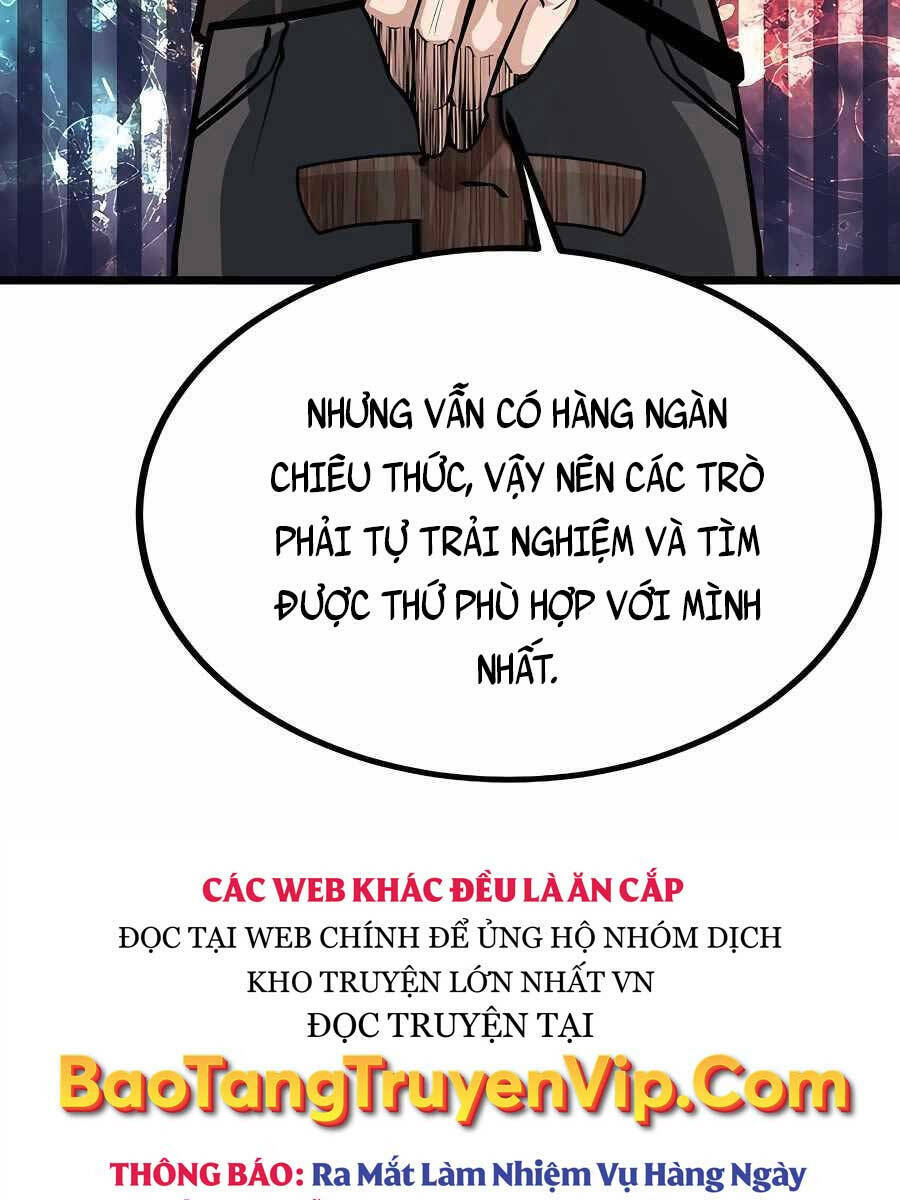 NHƯNG VẪN CÓ HÀNG NGÀN
CHIÊU THỨC, VẬY NÊN CÁC TRÒ
PHẢI TỰ TRẢI NGHIỆM VÀ TÌM
ĐƯỢC THỨ PHÙ HỢP VỚI MÌNH
NHẤT.
CÁC WEB KHÁC ĐỀU LÀ ĂN CẮP
ĐỌC TẠI WEB CHÍNH ĐỂ ỦNG HỘ NHÓM DỊCH
KHO TRUYỆN LỚN NHẤT VN
ĐỌC TRUYỆN TẠI
BaoTangTruyenVip.Com
THÔNG BÁO: Ra Mắt Làm Nhiệm Vụ Hàng Ngày